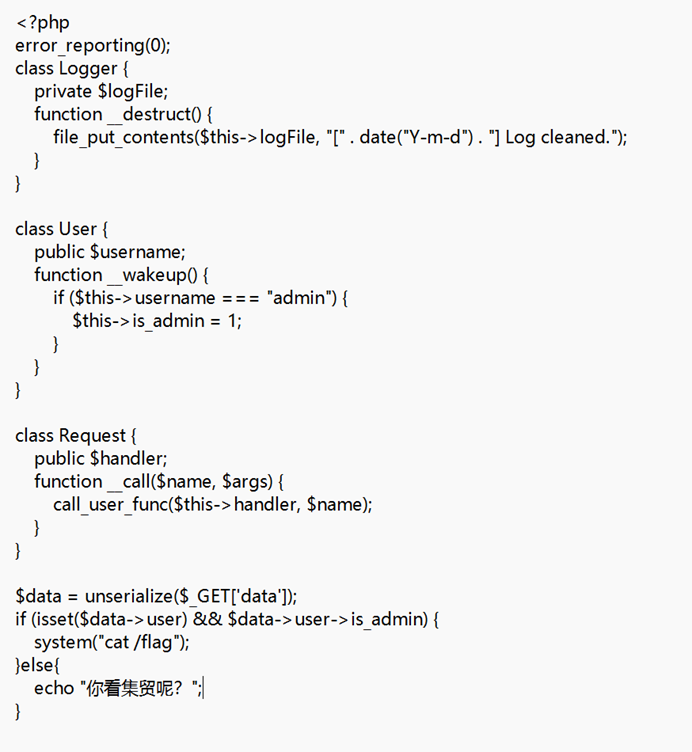 <?php
error_reporting(0);
class Logger {
    private $logFile;
    function __destruct() {
        file_put_contents($this->logFile, "[" . date("Y-m-d") . "] Log cleaned.");
    }
}

class User {
    public $username;
    function __wakeup() {
        if ($this->username === "admin") {
            $this->is_admin = 1;
        }
    }
}

class Request {
    public $handler;
    function __call($name, $args) {
        call_user_func($this->handler, $name);
    }
}

$data = unserialize($_GET['data']);
if (isset($data->user) && $data->user->is_admin) {
    system("cat /flag");
}else{
    echo "你看集贸呢？";
}